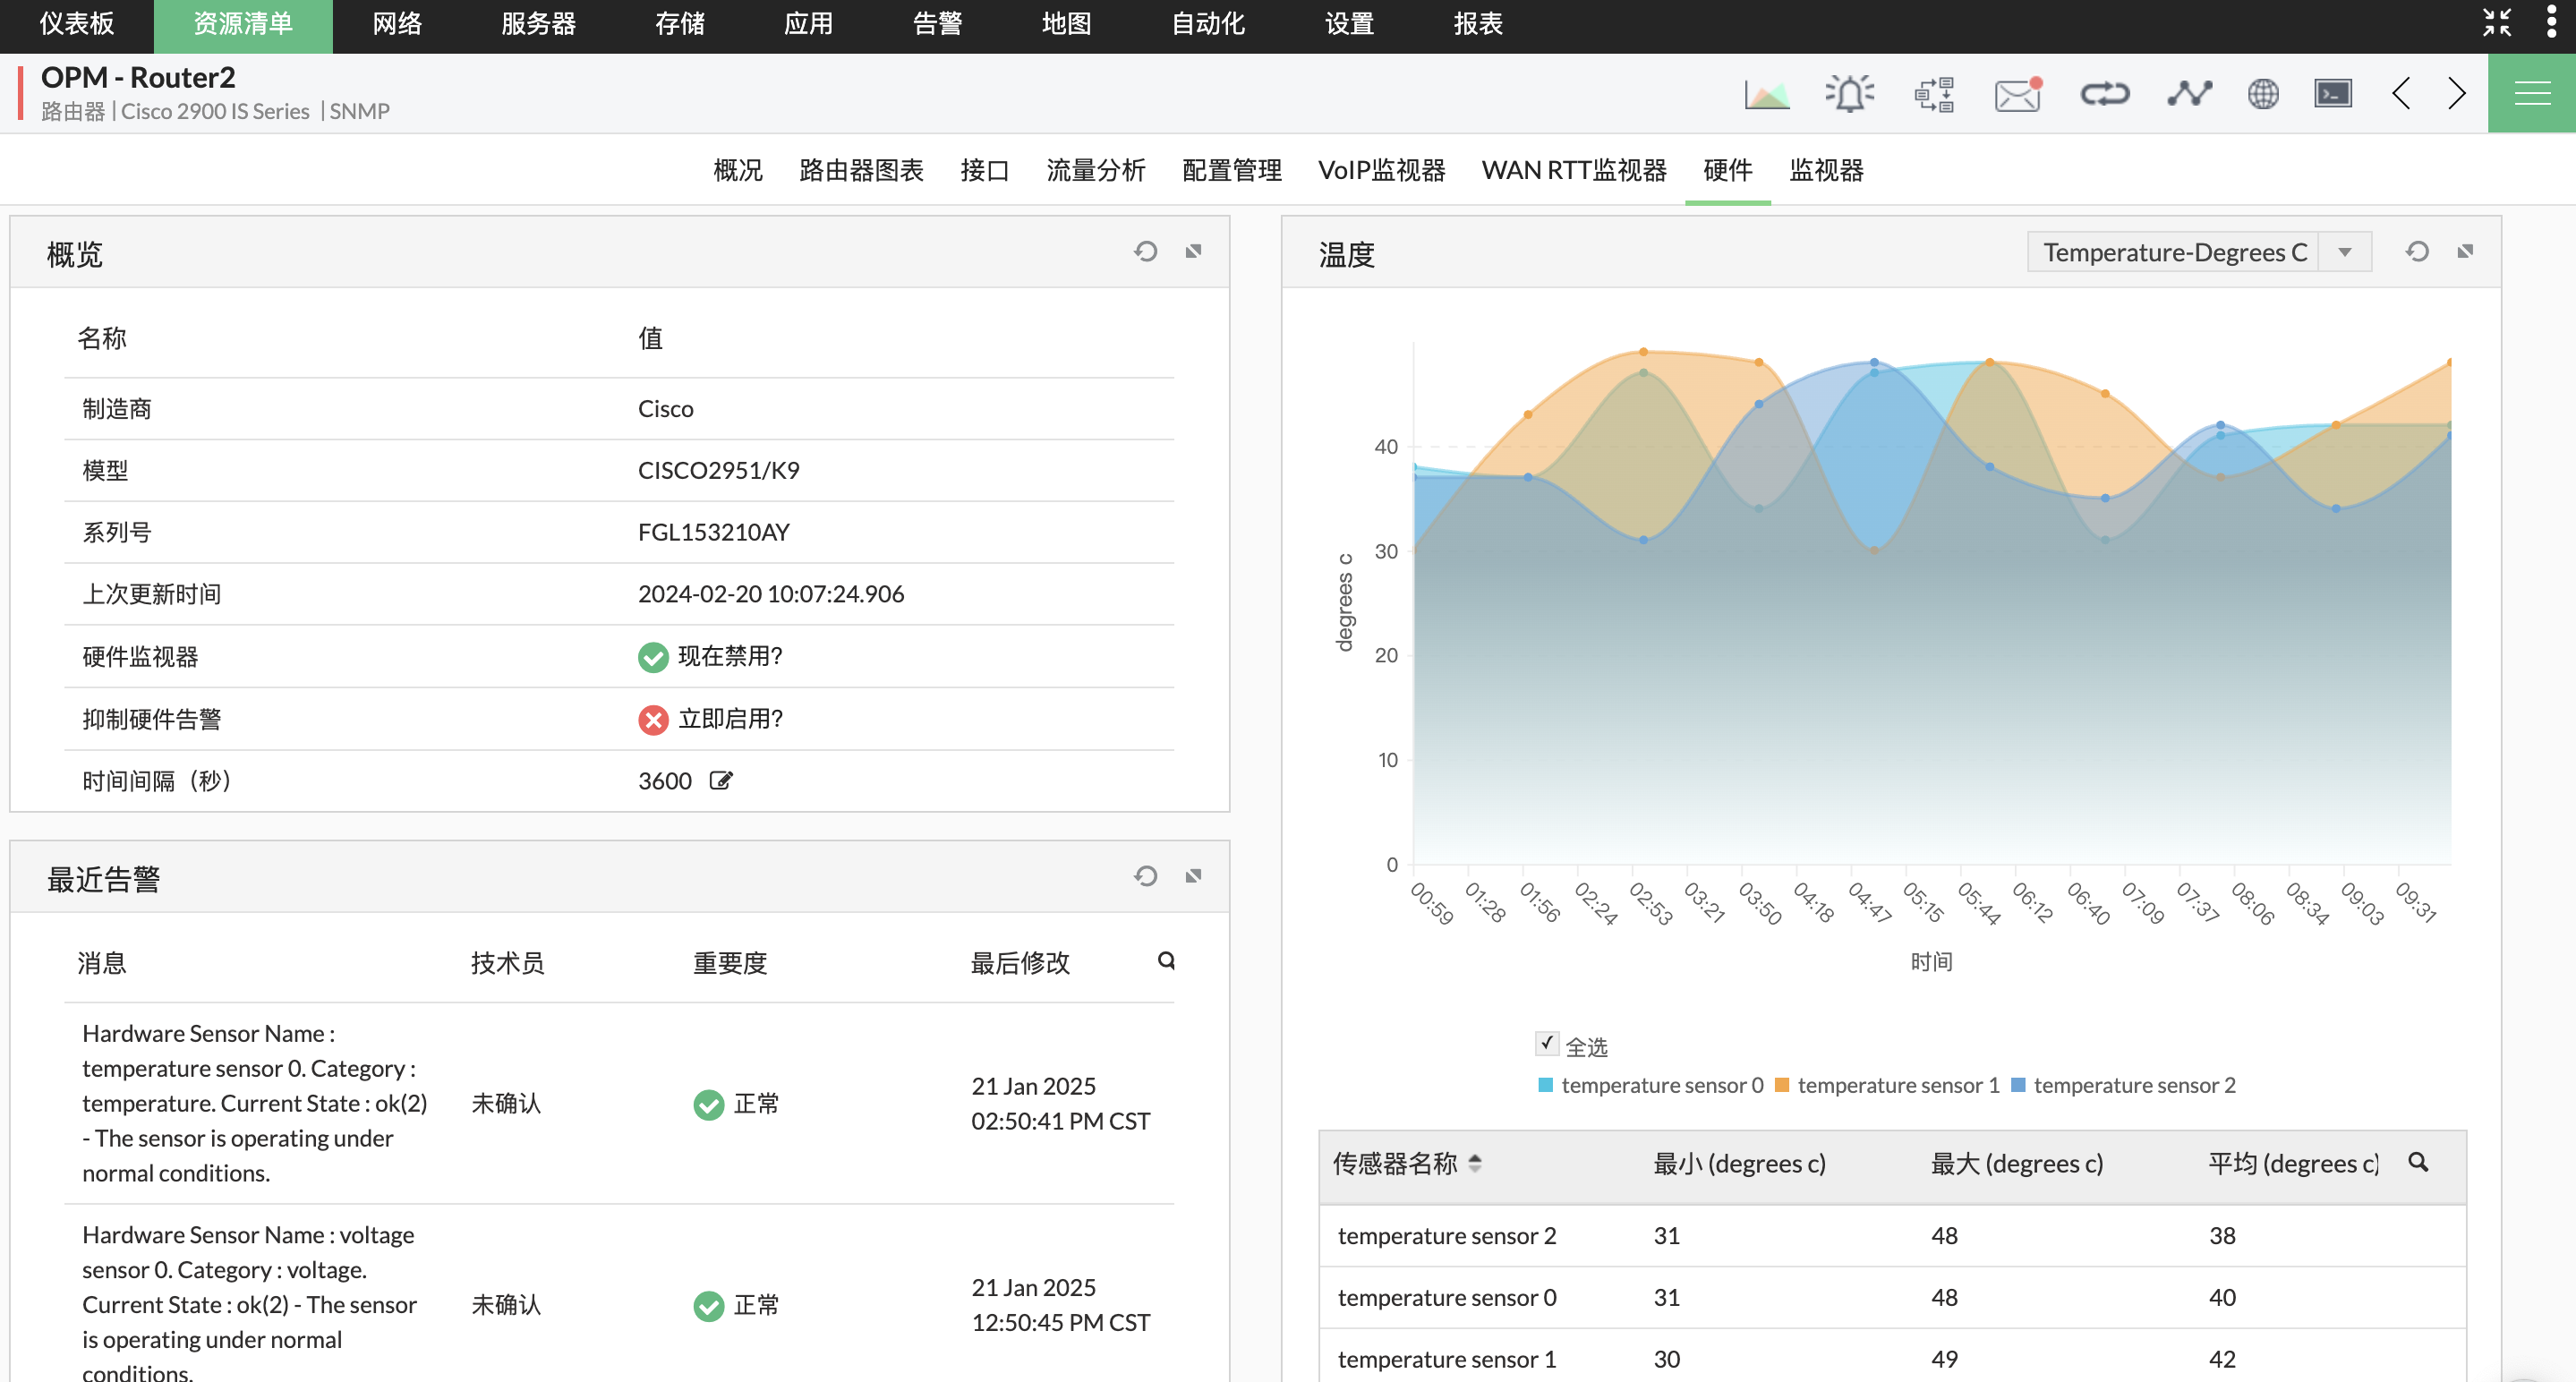 仪表板 资源清单 网络 服务器 存储 应用 告警 地图 自动化 设置 报表
OPM - Router2
路由器 | Cisco 2900 IS Series | SNMP
概况 路由器图表 接口 流量分析 配置管理 VoIP监视器 WAN RTT监视器 硬件 监视器
概览
名称 值
制造商 Cisco
模型 CISCO2951/K9
系列号 FGL153210AY
上次更新时间 2024-02-20 10:07:24.906
硬件监视器 现在禁用?
抑制硬件告警 立即启用?
时间间隔（秒） 3600
最近告警
消息 技术员 重要度 最后修改
Hardware Sensor Name :
temperature sensor 0. Category :
temperature. Current State : ok(2)
- The sensor is operating under
normal conditions.
未确认
正常
21 Jan 2025
02:50:41 PM CST
Hardware Sensor Name : voltage
sensor 0. Category : voltage.
Current State : ok(2) - The sensor
is operating under normal
conditions.
未确认
正常
21 Jan 2025
12:50:45 PM CST
温度
Temperature-Degrees C
degrees c
40
30
20
10
0
00:59 01:28 01:56 02:24 02:53 03:21 03:50 04:18 04:47 05:15 05:44 06:12 06:40 07:09 07:37 08:06 08:34 09:03 09:31
时间
全选
temperature sensor 0 temperature sensor 1 temperature sensor 2
传感器名称 最小 (degrees c) 最大 (degrees c) 平均 (degrees c)
temperature sensor 2 31 48 38
temperature sensor 0 31 48 40
temperature sensor 1 30 49 42